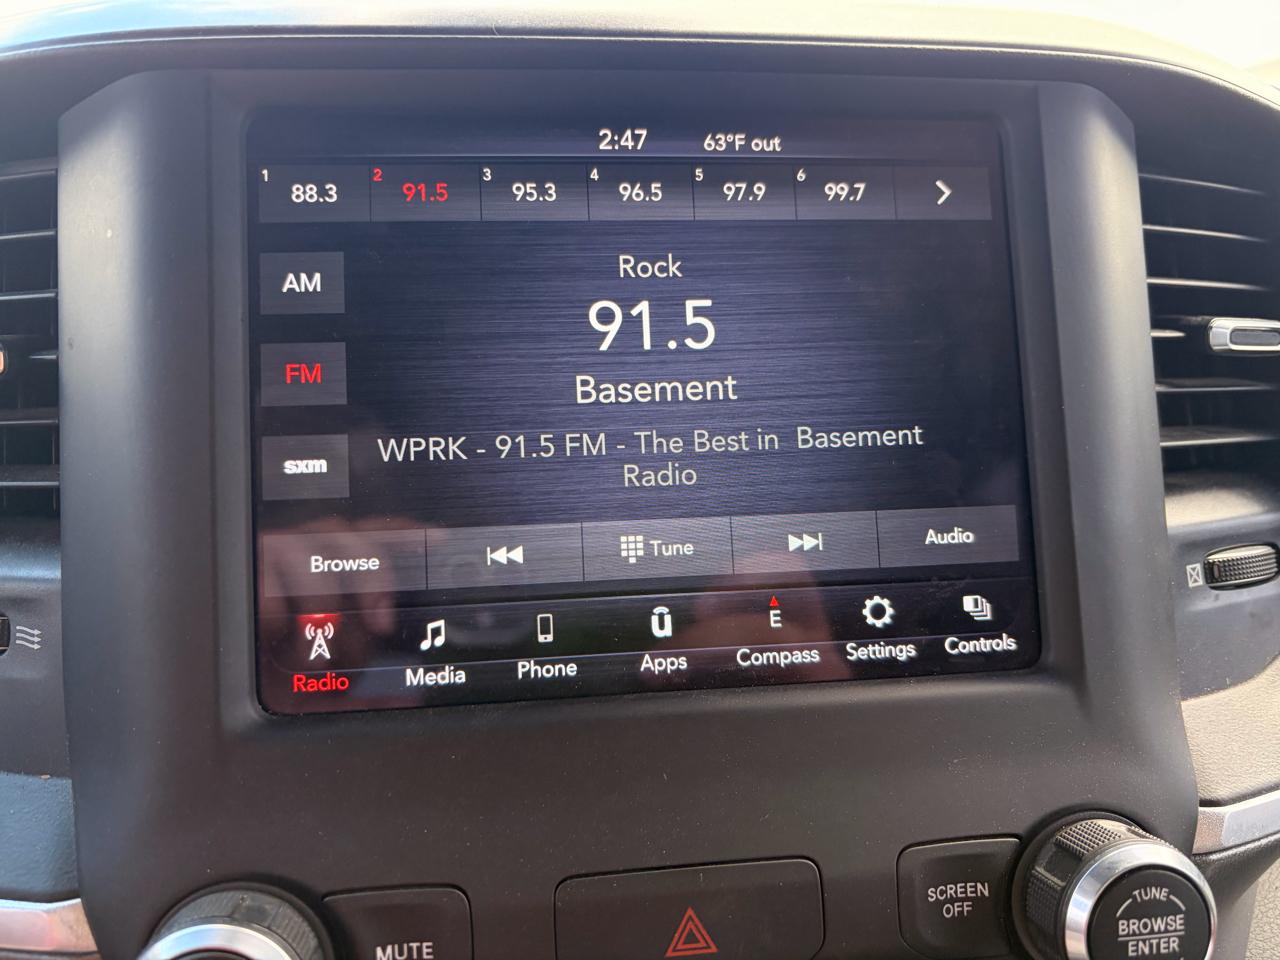 2:47 63°F out
1 88.3 2 91.5 3 95.3 4 96.5 5 97.9 6 99.7
AM
Rock
91.5
FM
Basement
WPRK - 91.5 FM - The Best in Basement
Radio
sxm
Browse Tune Audio
E
Radio Media Phone Apps Compass Settings Controls
MUTE
SCREEN
OFF
TUNE
BROWSE
ENTER